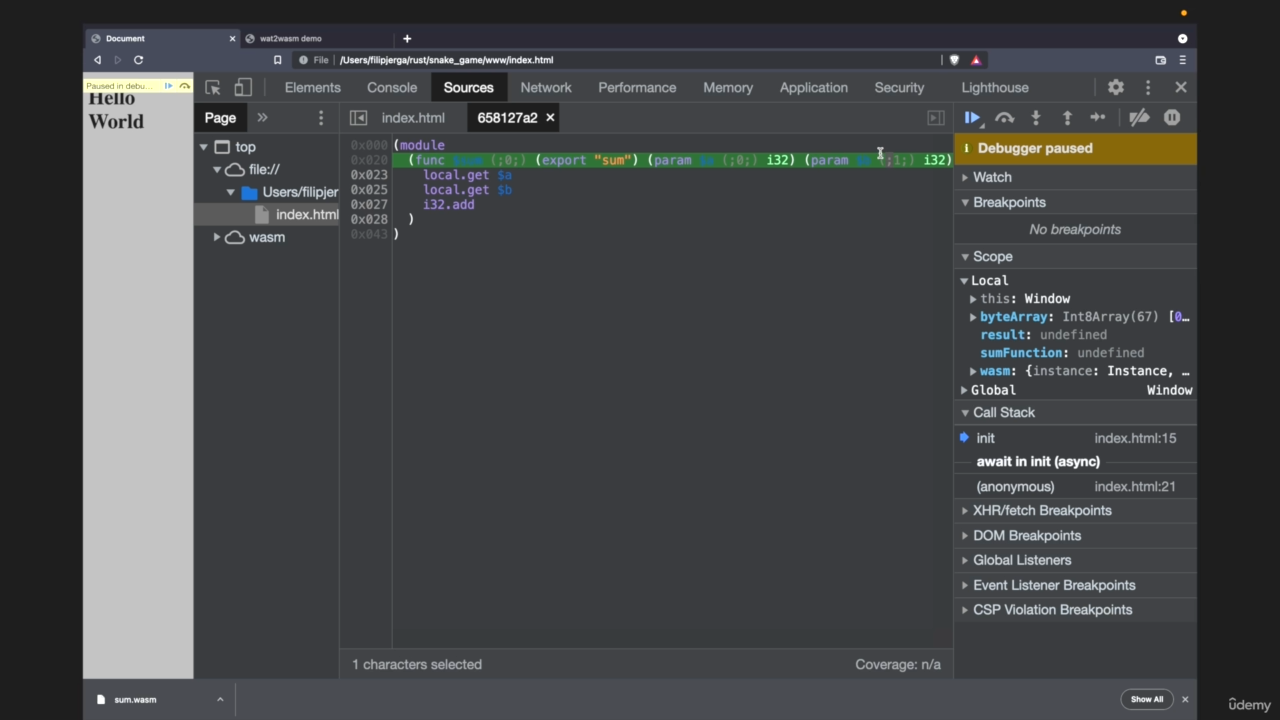 Document
wat2wasm demo
File
/Users/filipjerga/rust/snake_game/www/index.html
Paused in debu...
Hello
World
Elements
Console
Sources
Network
Performance
Memory
Application
Security
Lighthouse
Page
index.html
658127a2
top
file://
Users/filipjer
index.html
wasm
0x000 (module
0x020 (func $sum (;0;) (export "sum") (param $a (;0;) i32) (param $b (;1;) i32)
0x023 local.get $a
0x025 local.get $b
0x027 i32.add
0x028 )
0x043 )
1 characters selected
Coverage: n/a
Debugger paused
Watch
Breakpoints
No breakpoints
Scope
Local
this: Window
byteArray: Int8Array(67) [0…
result: undefined
sumFunction: undefined
wasm: {instance: Instance, …
Global Window
Call Stack
init index.html:15
await in init (async)
(anonymous) index.html:21
XHR/fetch Breakpoints
DOM Breakpoints
Global Listeners
Event Listener Breakpoints
CSP Violation Breakpoints
sum.wasm
Show All
ûdemy